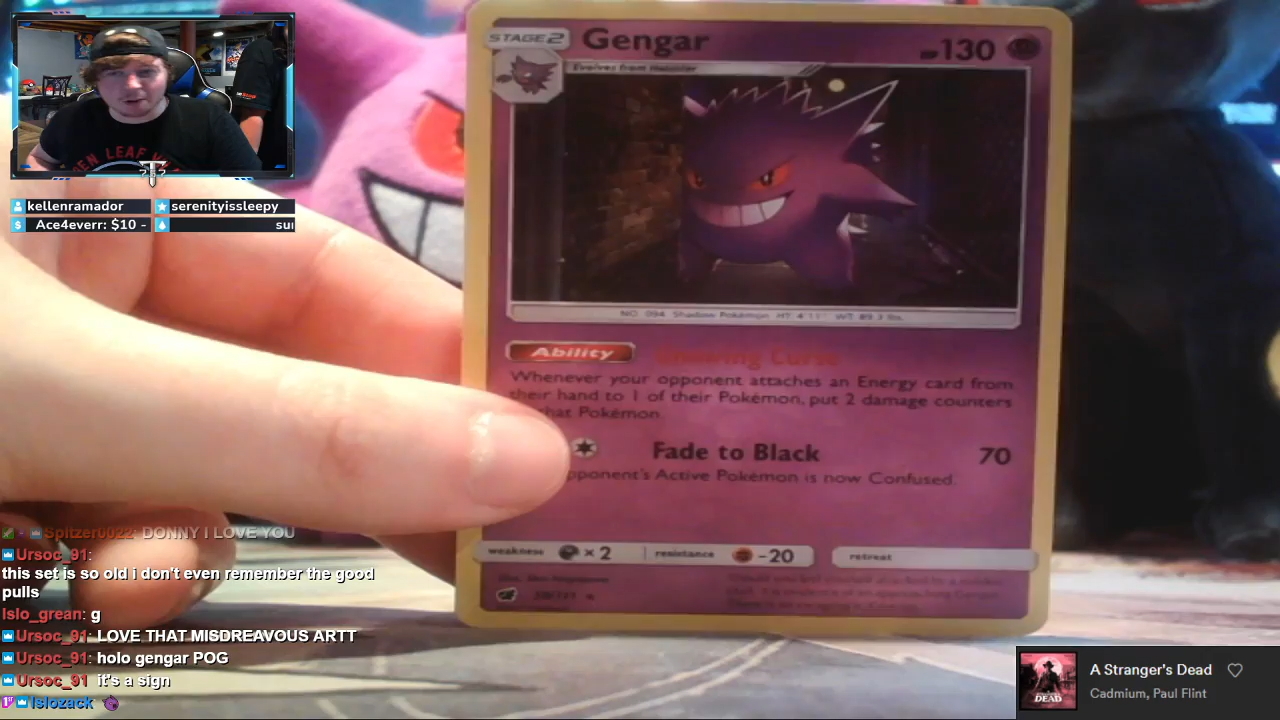 STAGE2
Gengar
130
Evolves from Haunter
NO. 094 Shadow Pokémon HT 4'11" WT 89.3 lbs.
Ability
Whenever your opponent attaches an Energy card from
their hand to 1 of their Pokémon, put 2 damage counters
that Pokémon.
Fade to Black 70
pponent's Active Pokémon is now Confused.
weakness ×2 resistance -20 retreat
kellenramador serenityissleepy
Ace4everr: $10 -
Spitzer0022: DONNY I LOVE YOU
Ursoc_91:
this set is so old i don't even remember the good
pulls
Islo_grean: g
Ursoc_91: LOVE THAT MISDREAVOUS ARTT
Ursoc_91: holo gengar POG
Ursoc_91 it's a sign
Islozack
DEAD
A Stranger's Dead
Cadmium, Paul Flint